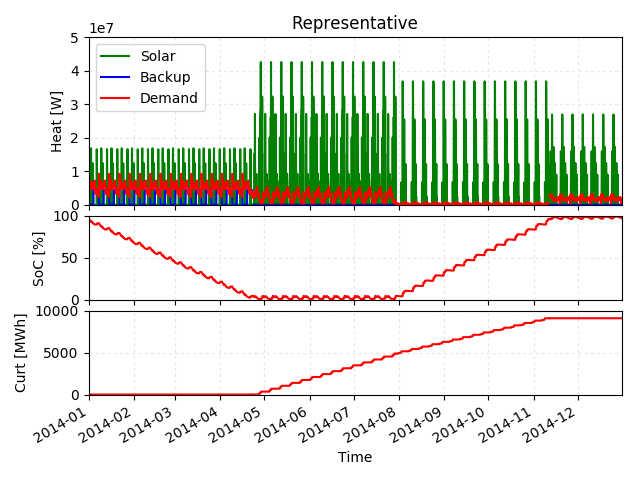 Representative
1e7
5
4
3
2
1
0
Heat [W]
Solar
Backup
Demand
100
50
0
SoC [%]
10000
5000
0
Curt [MWh]
2014-01
2014-02
2014-03
2014-04
2014-05
2014-06
2014-07
2014-08
2014-09
2014-10
2014-11
2014-12
Time